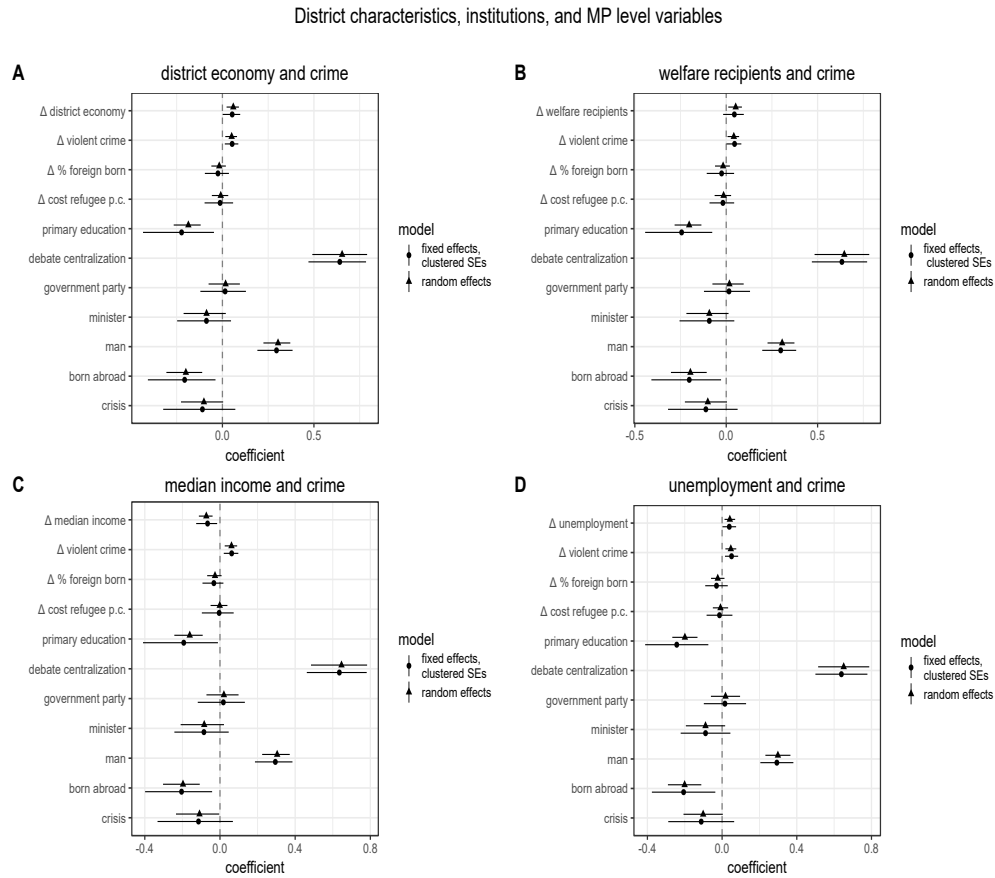 District characteristics, institutions, and MP level variables
A
district economy and crime
Δ district economy
Δ violent crime
Δ % foreign born
Δ cost refugee p.c.
primary education
debate centralization
government party
minister
man
born abroad
crisis
0.0
0.5
coefficient
model
fixed effects,
clustered SEs
random effects
B
welfare recipients and crime
Δ welfare recipients
Δ violent crime
Δ % foreign born
Δ cost refugee p.c.
primary education
debate centralization
government party
minister
man
born abroad
crisis
-0.5
0.0
0.5
coefficient
model
fixed effects,
clustered SEs
random effects
C
median income and crime
Δ median income
Δ violent crime
Δ % foreign born
Δ cost refugee p.c.
primary education
debate centralization
government party
minister
man
born abroad
crisis
-0.4
0.0
0.4
0.8
coefficient
model
fixed effects,
clustered SEs
random effects
D
unemployment and crime
Δ unemployment
Δ violent crime
Δ % foreign born
Δ cost refugee p.c.
primary education
debate centralization
government party
minister
man
born abroad
crisis
-0.4
0.0
0.4
0.8
coefficient
model
fixed effects,
clustered SEs
random effects